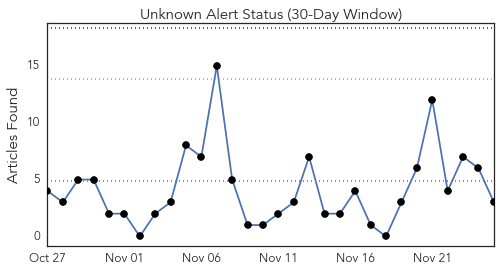 Unknown Alert Status (30-Day Window)
Articles Found
15
10
5
0
Oct 27 Nov 01 Nov 06 Nov 11 Nov 16 Nov 21